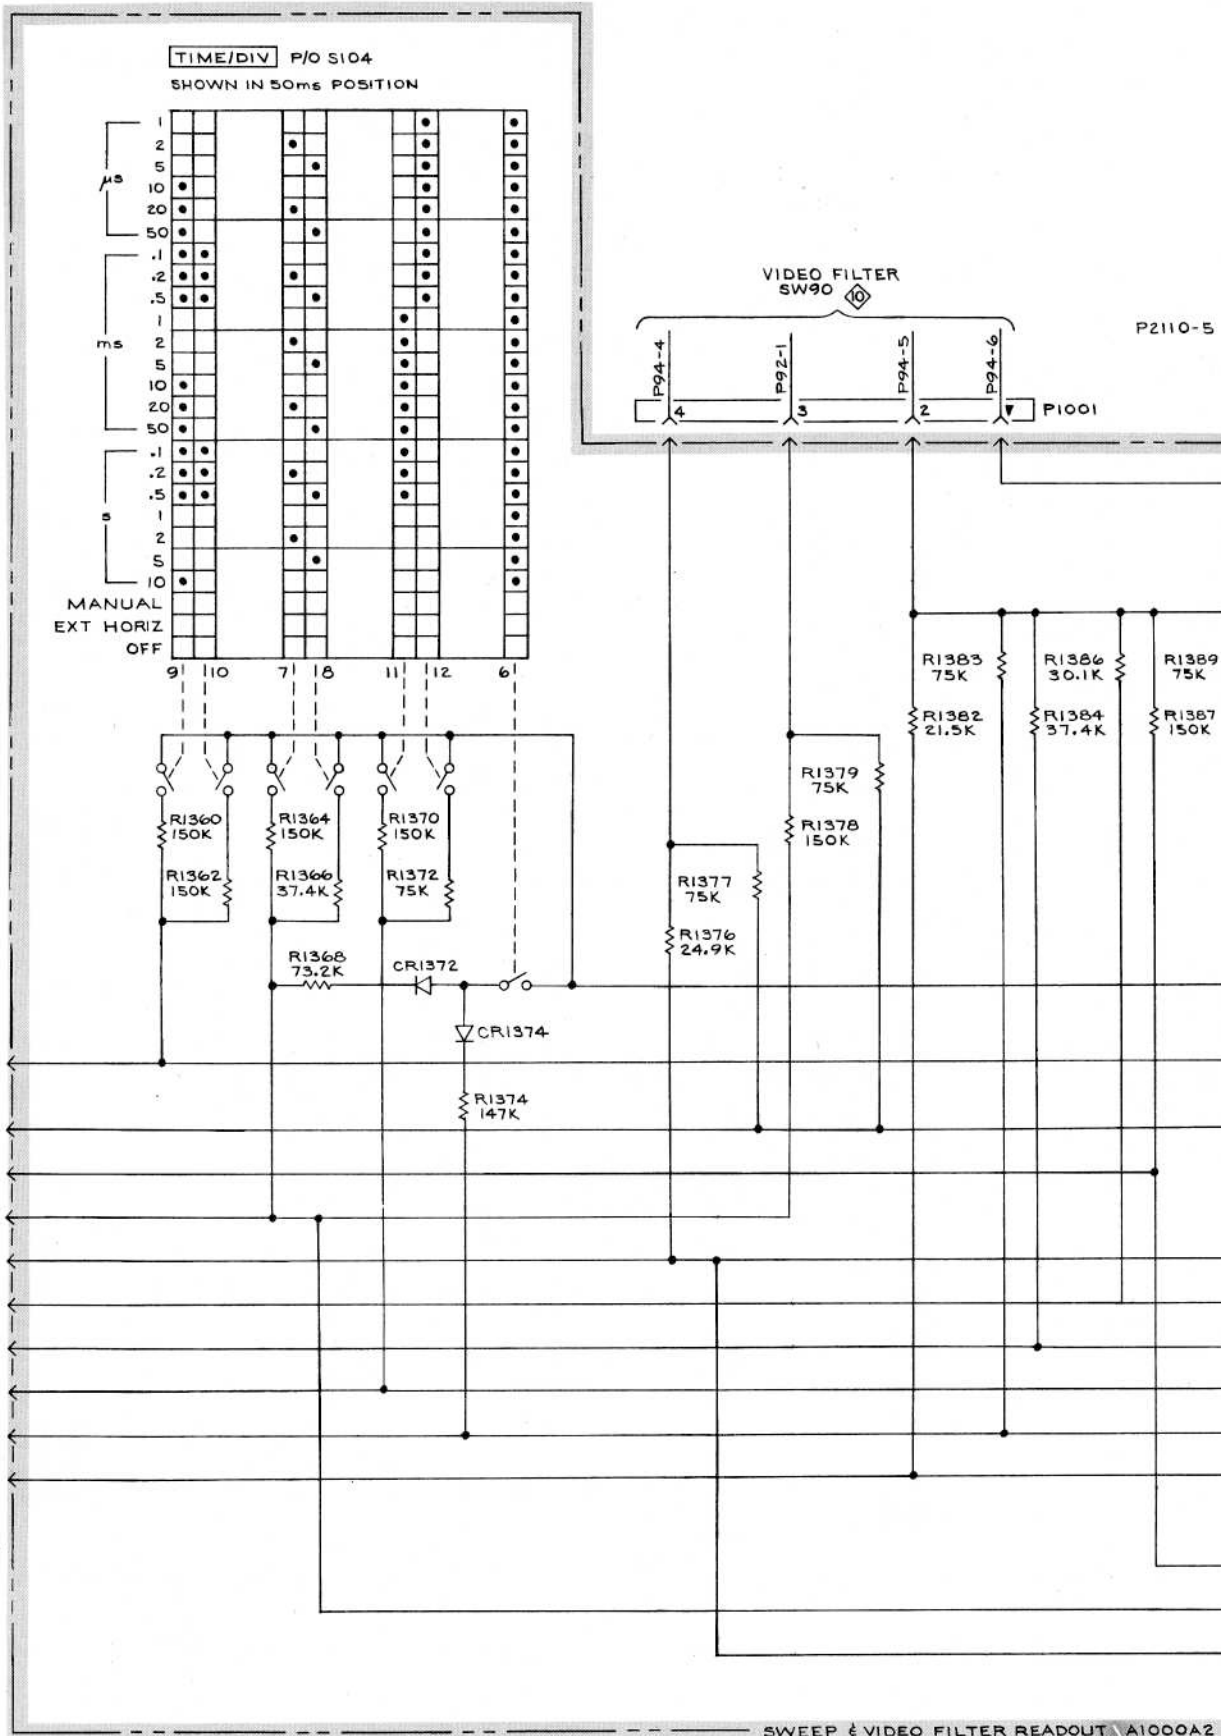 TIME/DIV P/O S104
SHOWN IN 50ms POSITION
1
2
5
μs
10
20
50
.1
.2
.5
1
ms
2
5
10
20
50
.1
.2
.5
s
1
2
5
10
MANUAL
EXT HORIZ
OFF
9 10 7 8 11 12 6
VIDEO FILTER
SW90 10
P2110-5
P94-4
P92-1
P94-5
P94-6
4 3 2 P1001
R1383
75K
R1386
30.1K
R1389
75K
R1382
21.5K
R1384
37.4K
R1387
150K
R1379
75K
R1378
150K
R1360
150K
R1364
150K
R1370
150K
R1362
150K
R1366
37.4K
R1372
75K
R1377
75K
R1376
24.9K
R1368
73.2K
CR1372
CR1374
R1374
147K
SWEEP & VIDEO FILTER READOUT A1000A2